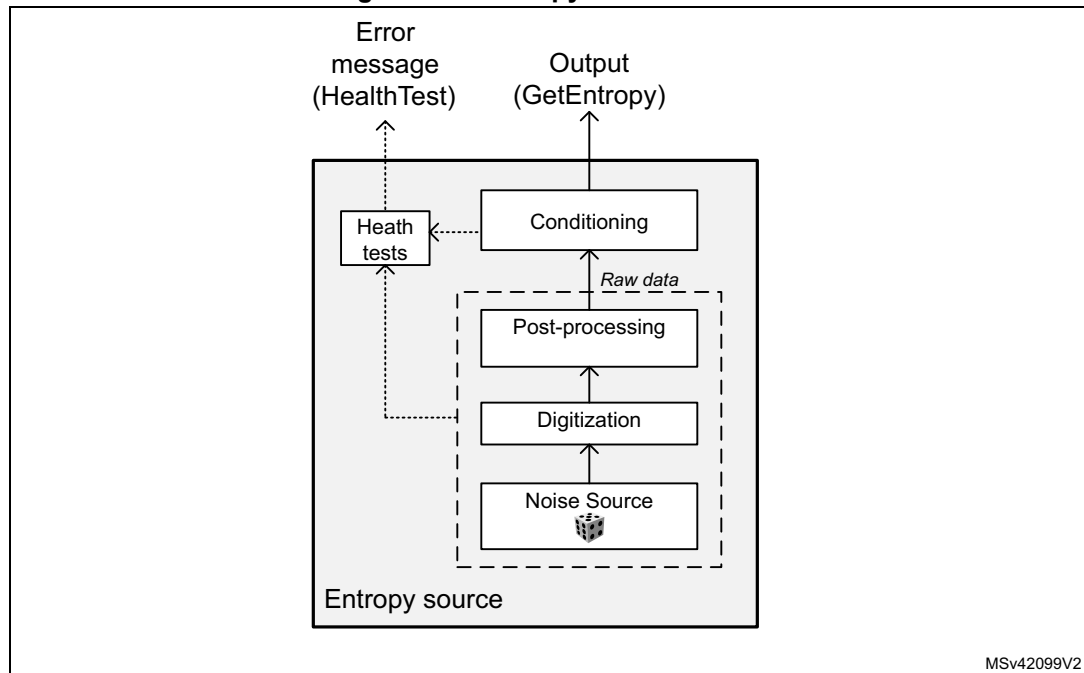 Error
message
(HealthTest)
Output
(GetEntropy)
Heath
tests
Conditioning
Raw data
Post-processing
Digitization
Noise Source
Entropy source
MSv42099V2